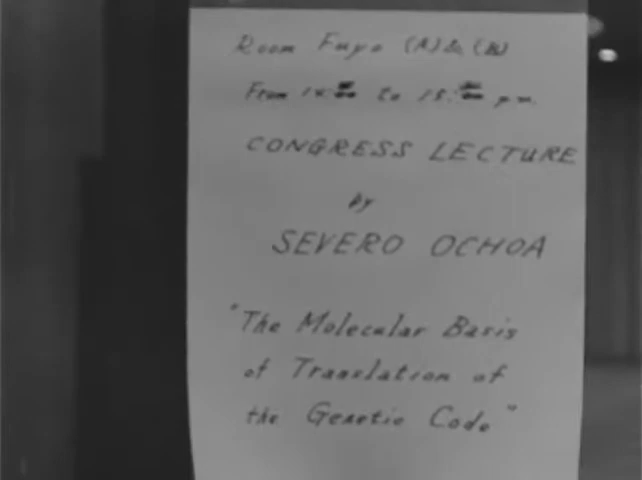 Room Fuyo (A) & (B)
From to p.m.
CONGRESS LECTURE
by
SEVERO OCHOA
"The Molecular Basis
of Translation of
the Genetic Code"